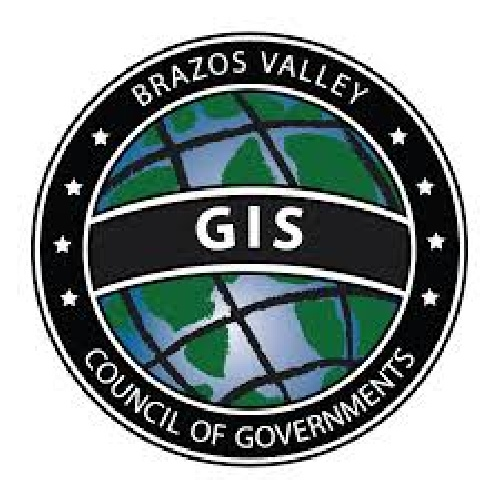 BRAZOS VALLEY
GIS
COUNCIL OF GOVERNMENTS